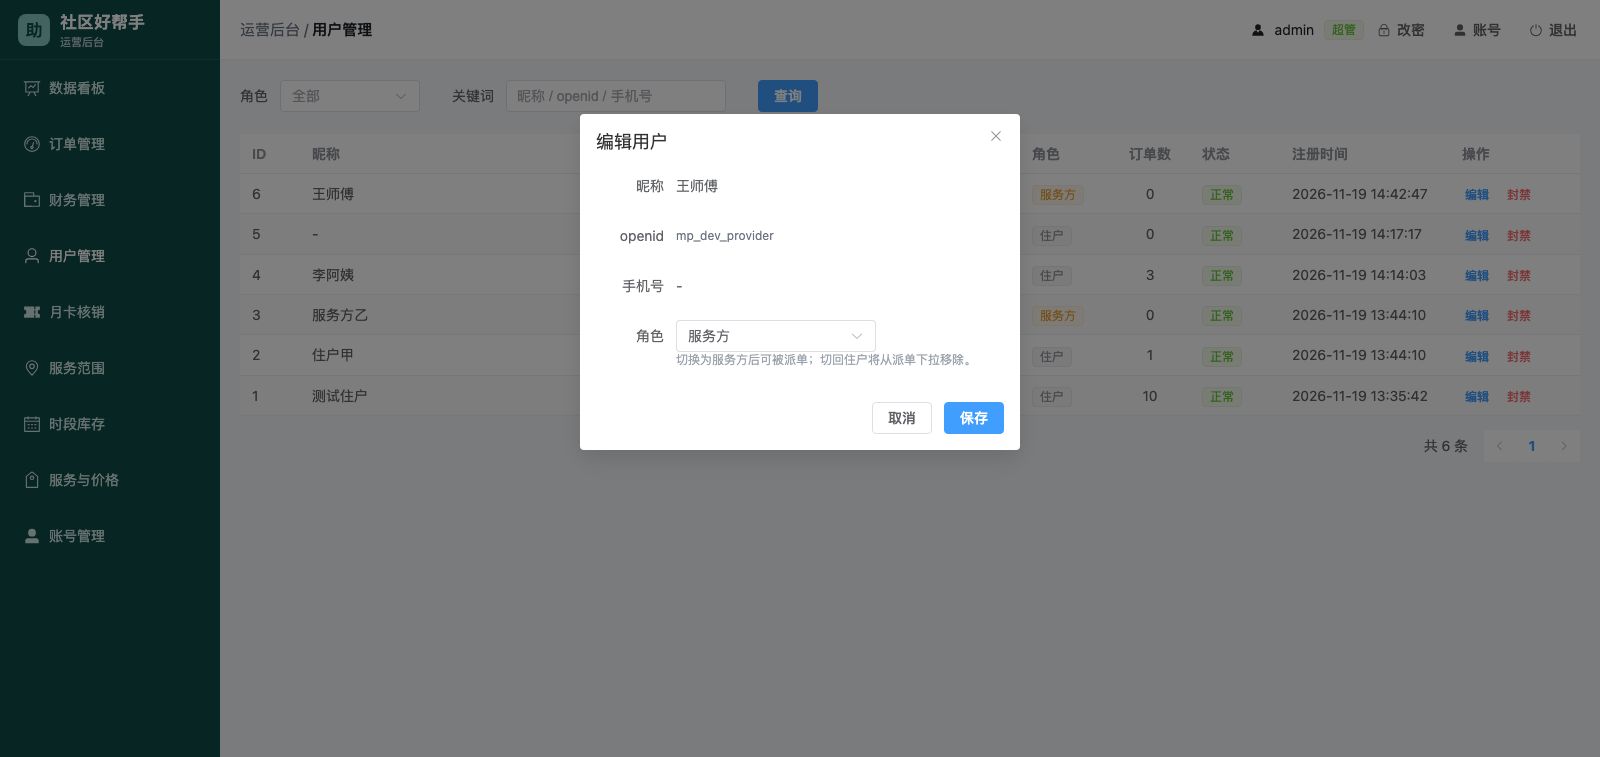 助 社区好帮手
运营后台
数据看板
订单管理
财务管理
用户管理
月卡核销
服务范围
时段库存
服务与价格
账号管理
运营后台 / 用户管理
admin 超管 改密 账号 退出
角色 全部 关键词 昵称 / openid / 手机号 查询
ID 昵称 角色 订单数 状态 注册时间 操作
6 王师傅 服务方 0 正常 2026-11-19 14:42:47 编辑 封禁
5 - 住户 0 正常 2026-11-19 14:17:17 编辑 封禁
4 李阿姨 住户 3 正常 2026-11-19 14:14:03 编辑 封禁
3 服务方乙 服务方 0 正常 2026-11-19 13:44:10 编辑 封禁
2 住户甲 住户 1 正常 2026-11-19 13:44:10 编辑 封禁
1 测试住户 住户 10 正常 2026-11-19 13:35:42 编辑 封禁
共 6 条 1
编辑用户
昵称 王师傅
openid mp_dev_provider
手机号 -
角色 服务方
切换为服务方后可被派单；切回住户将从派单下拉移除。
取消 保存